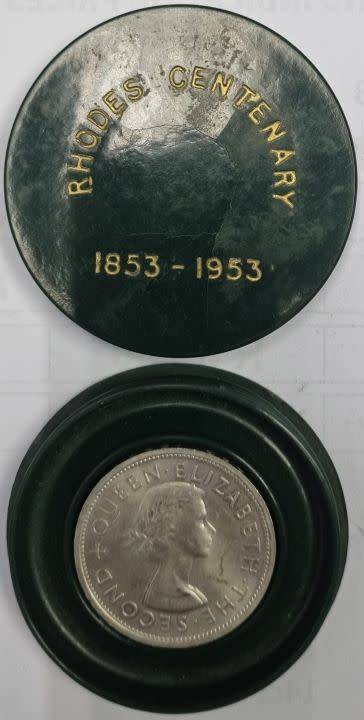 RHODES CENTENARY
1853 - 1953
QUEEN · ELIZABETH · THE · SECOND +